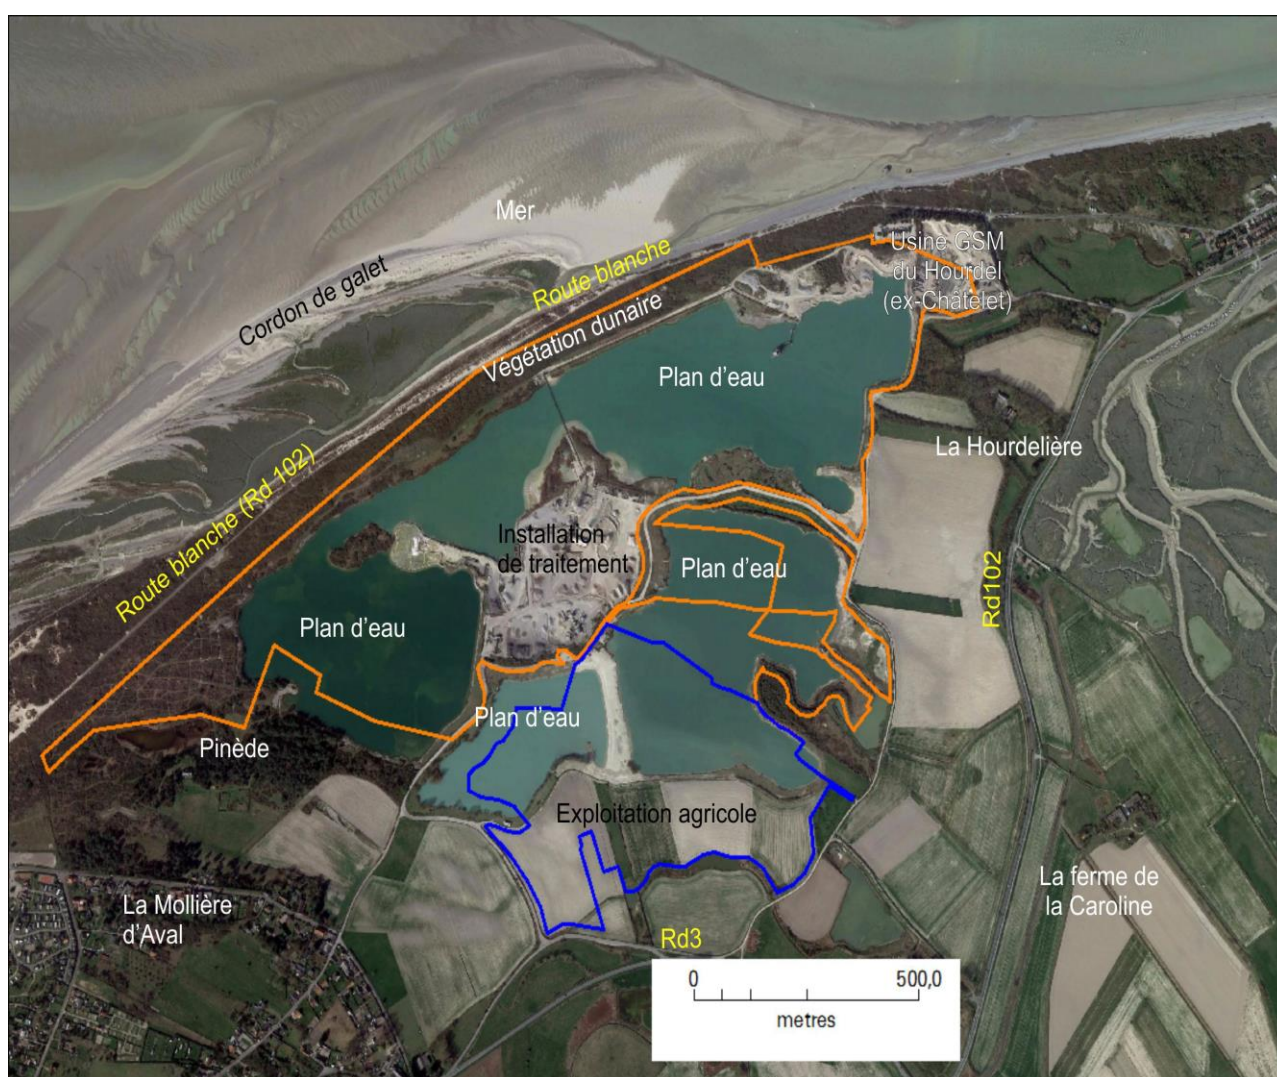 Mer
Usine GSM
du Hourdel
(ex-Châtelet)
Route blanche
Cordon de galet
Végétation dunaire
Plan d'eau
La Hourdelière
Route blanche (Rd 102)
Installation
de traitement
Plan d'eau
Rd102
Plan d'eau
Plan d'eau
Pinède
Exploitation agricole
La ferme de
la Caroline
La Mollière
d'Aval
Rd3
0 500,0
metres